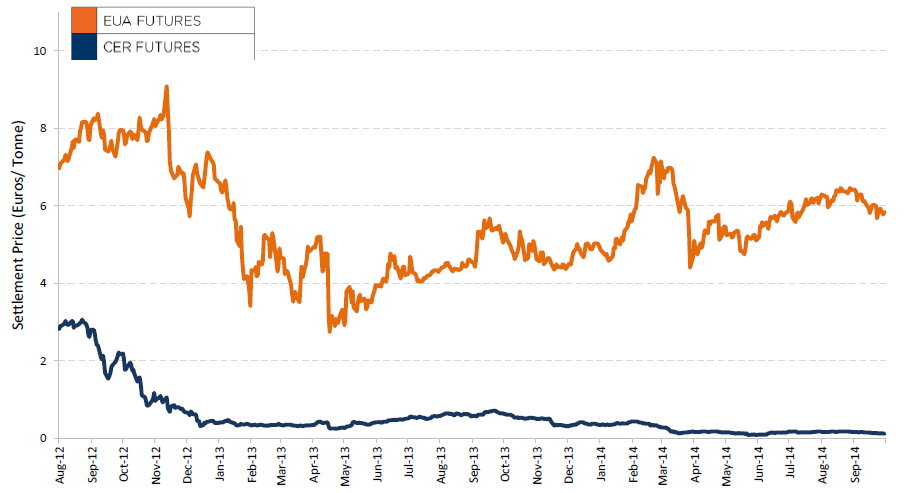 EUA FUTURES
CER FUTURES
Settlement Price (Euros/ Tonne)
10
8
6
4
2
0
Aug-12
Sep-12
Oct-12
Nov-12
Dec-12
Jan-13
Feb-13
Mar-13
Apr-13
May-13
Jun-13
Jul-13
Aug-13
Sep-13
Oct-13
Nov-13
Dec-13
Jan-14
Feb-14
Mar-14
Apr-14
May-14
Jun-14
Jul-14
Aug-14
Sep-14